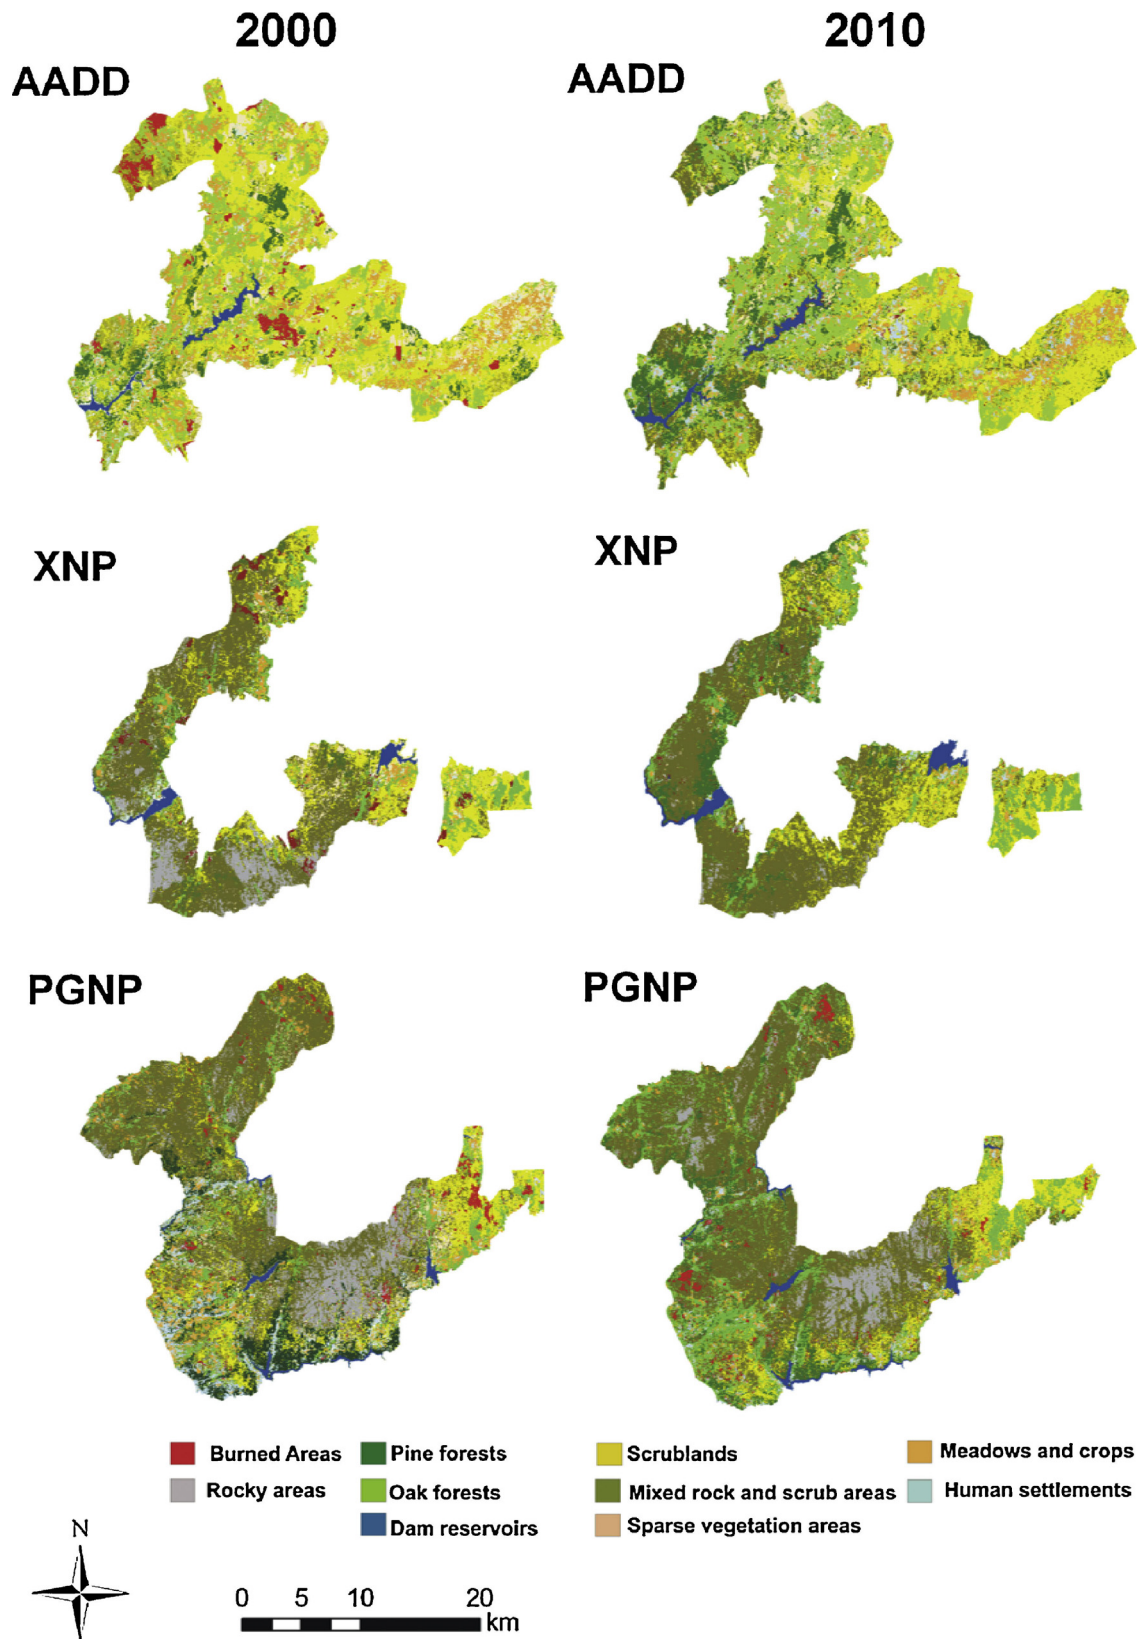 2000 2010
AADD AADD
XNP XNP
PGNP PGNP
Burned Areas Pine forests Scrublands Meadows and crops
Rocky areas Oak forests Mixed rock and scrub areas Human settlements
Dam reservoirs Sparse vegetation areas
N
0 5 10 20
km